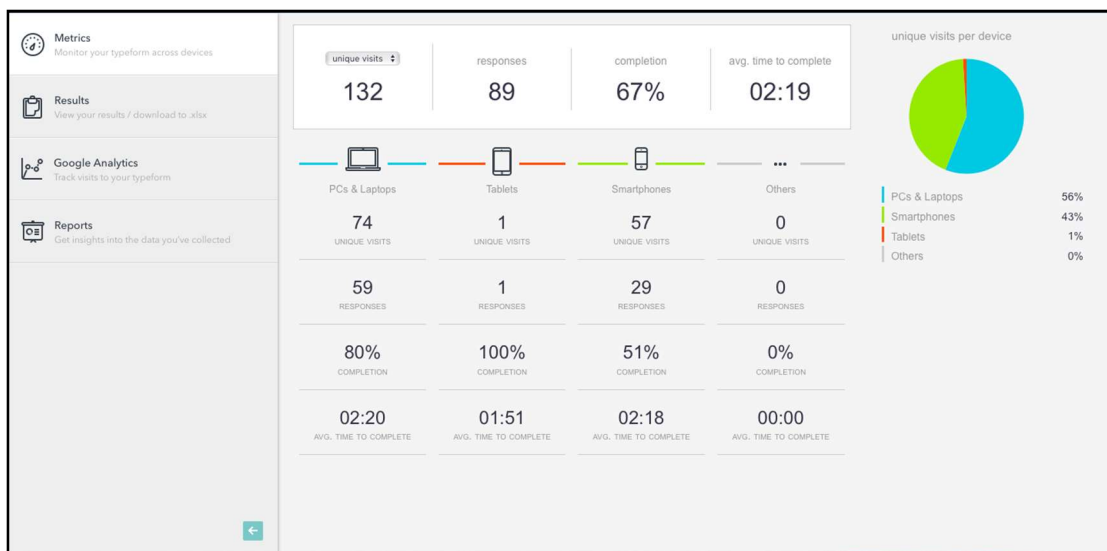 Metrics
Monitor your typeform across devices
Results
View your results / download to .xlsx
Google Analytics
Track visits to your typeform
Reports
Get insights into the data you've collected
unique visits responses completion avg. time to complete
132 89 67% 02:19
PCs & Laptops Tablets Smartphones Others
74 1 57 0
UNIQUE VISITS UNIQUE VISITS UNIQUE VISITS UNIQUE VISITS
59 1 29 0
RESPONSES RESPONSES RESPONSES RESPONSES
80% 100% 51% 0%
COMPLETION COMPLETION COMPLETION COMPLETION
02:20 01:51 02:18 00:00
AVG. TIME TO COMPLETE AVG. TIME TO COMPLETE AVG. TIME TO COMPLETE AVG. TIME TO COMPLETE
unique visits per device
PCs & Laptops 56%
Smartphones 43%
Tablets 1%
Others 0%